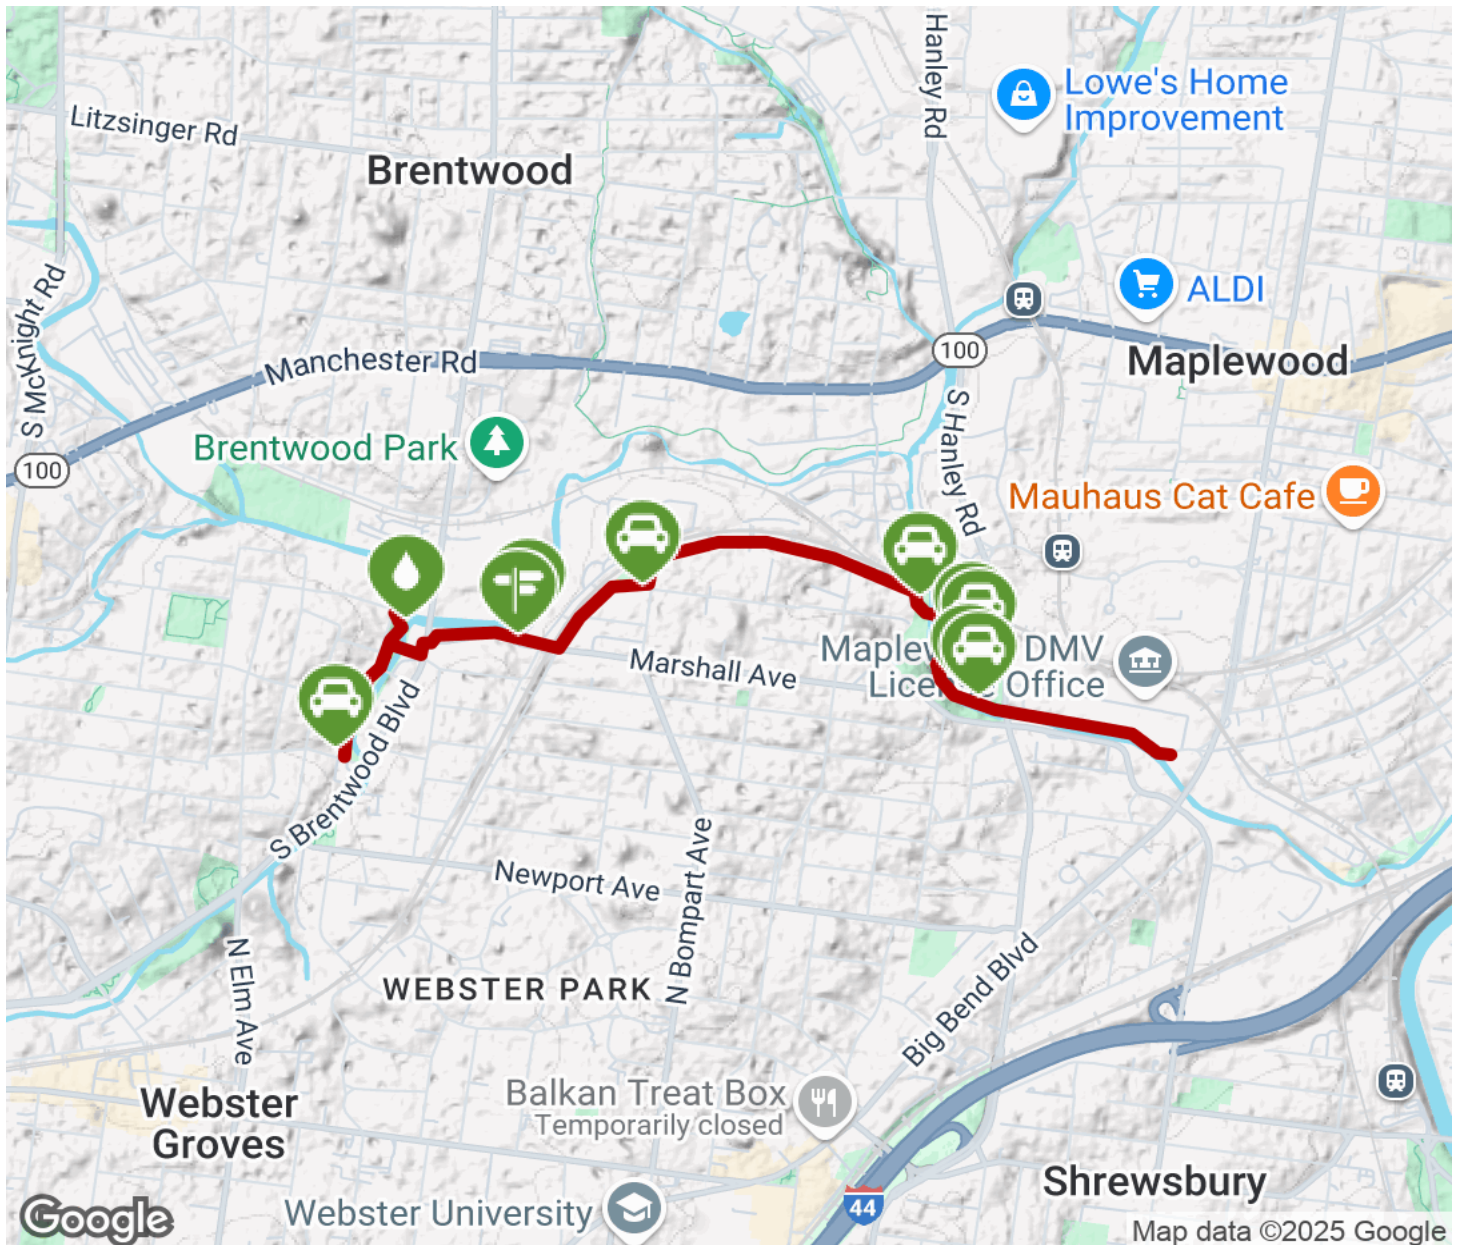 Hanley Rd
Lowe's Home
Improvement
Litzsinger Rd
Brentwood
S McKnight Rd
ALDI
100
Maplewood
Manchester Rd
S Hanley Rd
Brentwood Park
100
Mauhaus Cat Cafe
DMV
Office
Marshall Ave
S Brentwood Blvd
Newport Ave
N Bompart Ave
N Elm Ave
WEBSTER PARK
Big Bend Blvd
Balkan Treat Box
Temporarily closed
Webster
Groves
Shrewsbury
44
Webster University
Google
Map data ©2025 Google